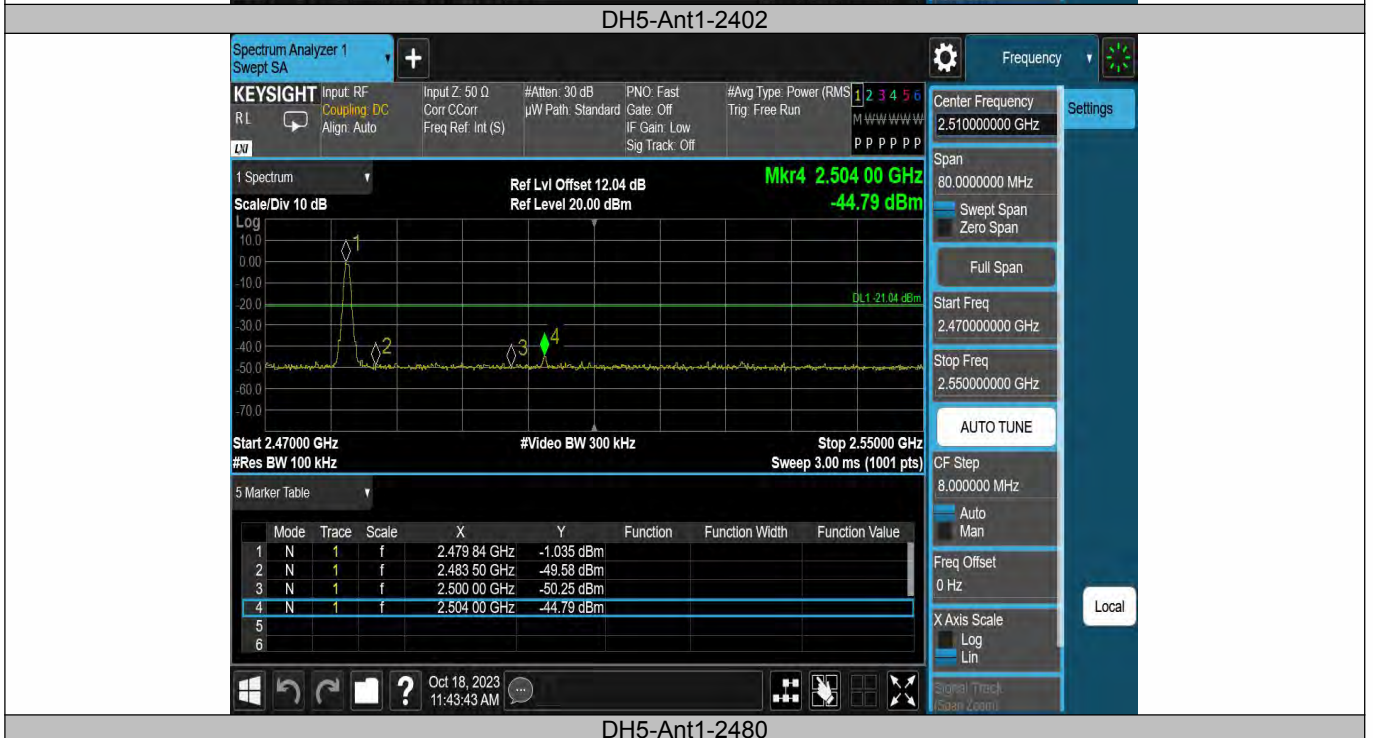 DH5-Ant1-2402
Spectrum Analyzer 1
Swept SA
Frequency
KEYSIGHT
RL
LXI
Input: RF
Coupling: DC
Align: Auto
Input Z: 50 Ω
Corr CCorr
Freq Ref: Int (S)
#Atten: 30 dB
µW Path: Standard
PNO: Fast
Gate: Off
IF Gain: Low
Sig Track: Off
#Avg Type: Power (RMS
Trig: Free Run
1 2 3 4 5 6
M W W W W W
P P P P P P
Center Frequency
2.510000000 GHz
Settings
1 Spectrum
Scale/Div 10 dB
Ref Lvl Offset 12.04 dB
Ref Level 20.00 dBm
Mkr4 2.504 00 GHz
-44.79 dBm
Log
10.0
0.00
-10.0
-20.0
-30.0
-40.0
-50.0
-60.0
-70.0
1
2
3
4
DL1 -21.04 dBm
Start 2.47000 GHz
#Video BW 300 kHz
Stop 2.55000 GHz
#Res BW 100 kHz
Sweep 3.00 ms (1001 pts)
Span
80.0000000 MHz
Swept Span
Zero Span
Full Span
Start Freq
2.470000000 GHz
Stop Freq
2.550000000 GHz
AUTO TUNE
CF Step
8.000000 MHz
Auto
Man
Freq Offset
0 Hz
X Axis Scale
Log
Lin
Signal Track
(Span Zoom)
Local
5 Marker Table
Mode Trace Scale X Y Function Function Width Function Value
1 N 1 f 2.479 84 GHz -1.035 dBm
2 N 1 f 2.483 50 GHz -49.58 dBm
3 N 1 f 2.500 00 GHz -50.25 dBm
4 N 1 f 2.504 00 GHz -44.79 dBm
5
6
?
Oct 18, 2023
11:43:43 AM
DH5-Ant1-2480